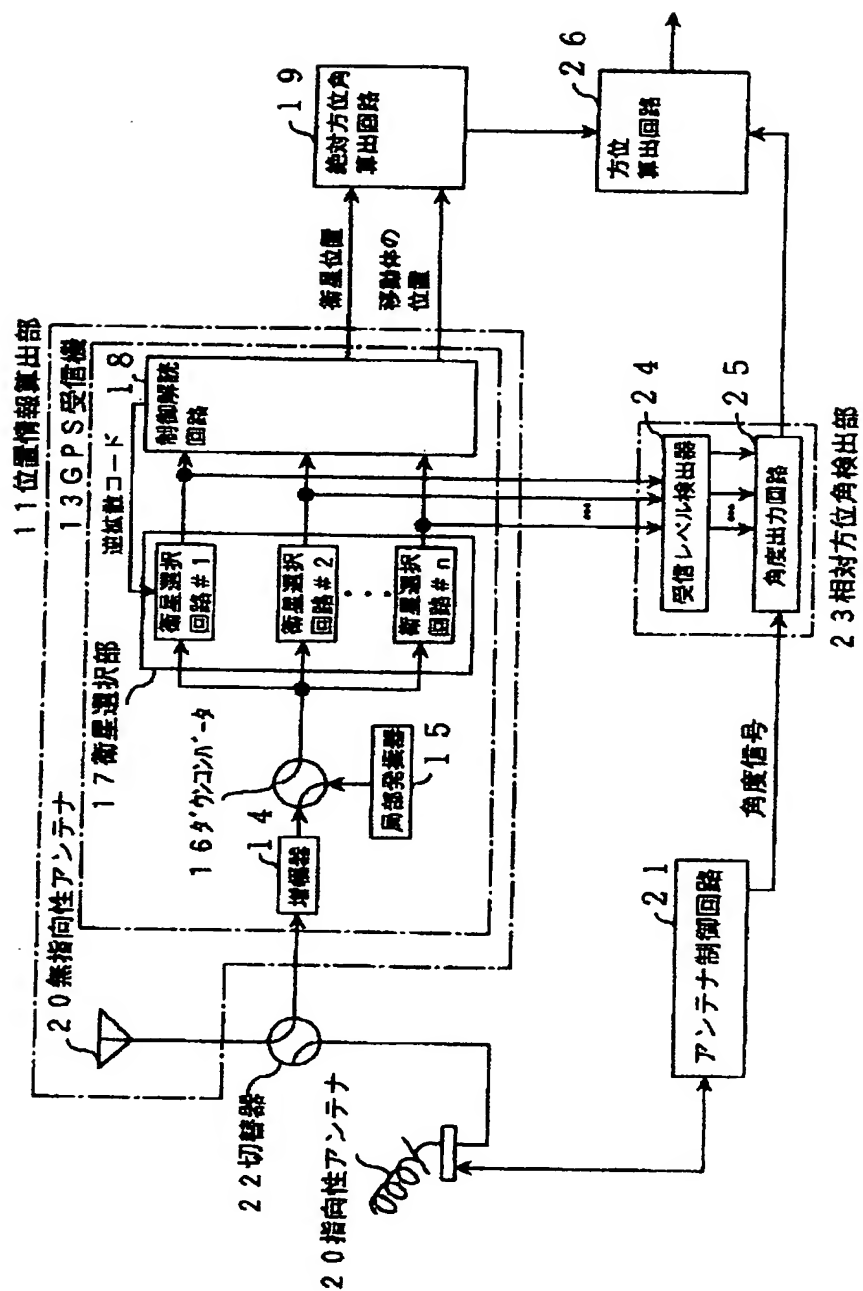 11位置情報算出部
13GPS受信機
17衛星選択部
逆拡散コード
18
制御解読
回路
衛星選択
回路#1
衛星選択
回路#2
・・・
衛星選択
回路#n
20無指向性アンテナ
16ダウンコンバータ
14
増幅器
局部発振器
15
22切替器
20指向性アンテナ
衛星位置
移動体の
位置
19
絶対方位角
算出回路
26
方位
算出回路
24
受信レベル検出器
…
…
25
角度出力回路
23相対方位角検出部
角度信号
21
アンテナ制御回路